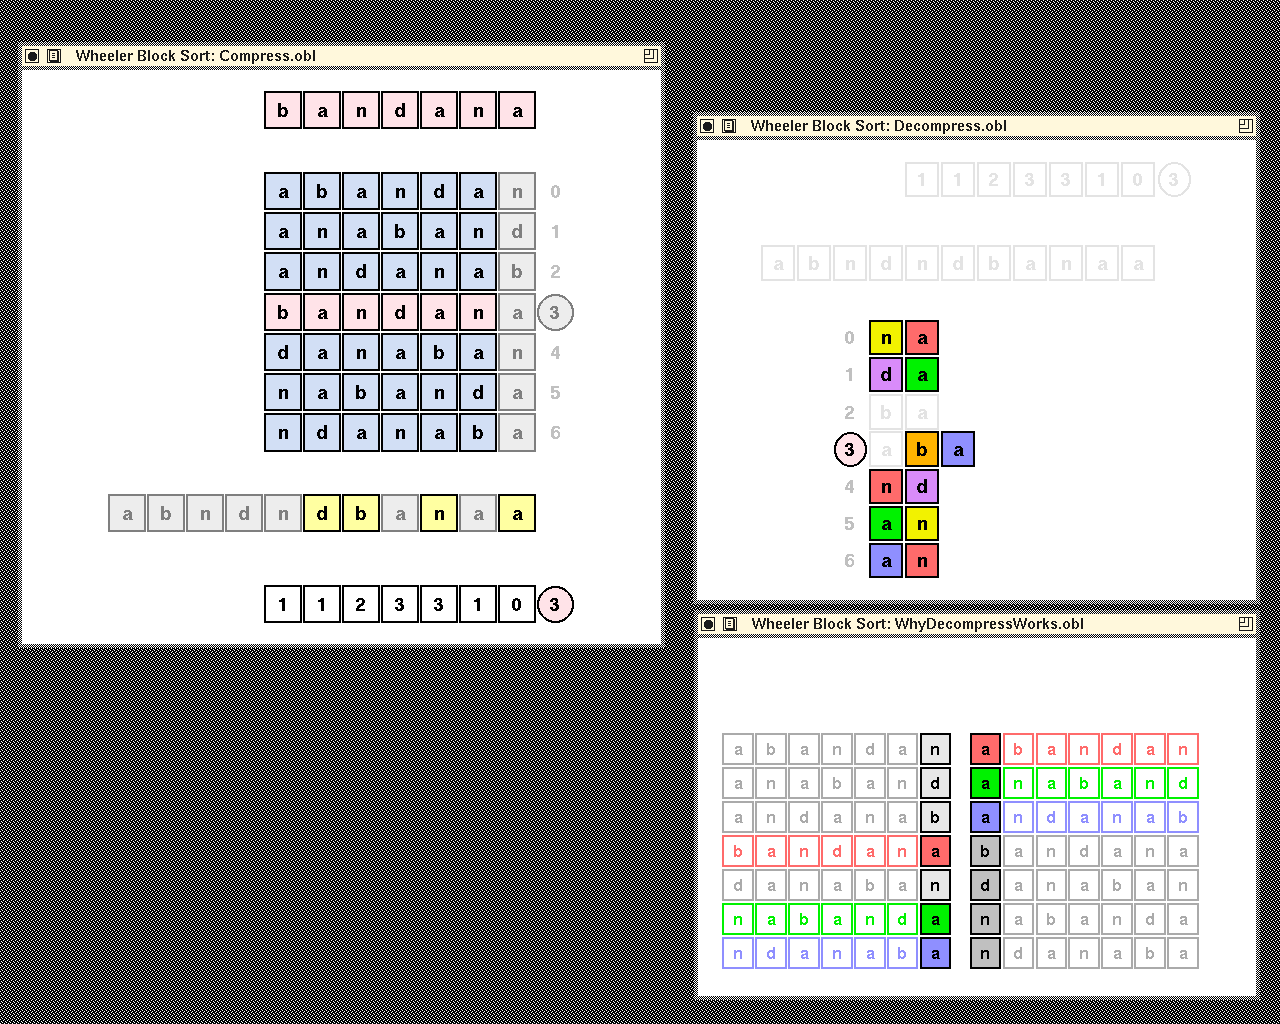 Wheeler Block Sort: Compress.obl
b a n d a n a
a b a n d a n 0
a n a b a n d 1
a n d a n a b 2
b a n d a n a 3
d a n a b a n 4
n a b a n d a 5
n d a n a b a 6
a b n d n d b a n a a
1 1 2 3 3 1 0 3
Wheeler Block Sort: Decompress.obl
1 1 2 3 3 1 0 3
a b n d n d b a n a a
0 n a
1 d a
2 b a
3 a b a
4 n d
5 a n
6 a n
Wheeler Block Sort: WhyDecompressWorks.obl
a b a n d a n a b a n d a n
a n a b a n d a n a b a n d
a n d a n a b a n d a n a b
b a n d a n a b a n d a n a
d a n a b a n d a n a b a n
n a b a n d a n a b a n d a
n d a n a b a n d a n a b a